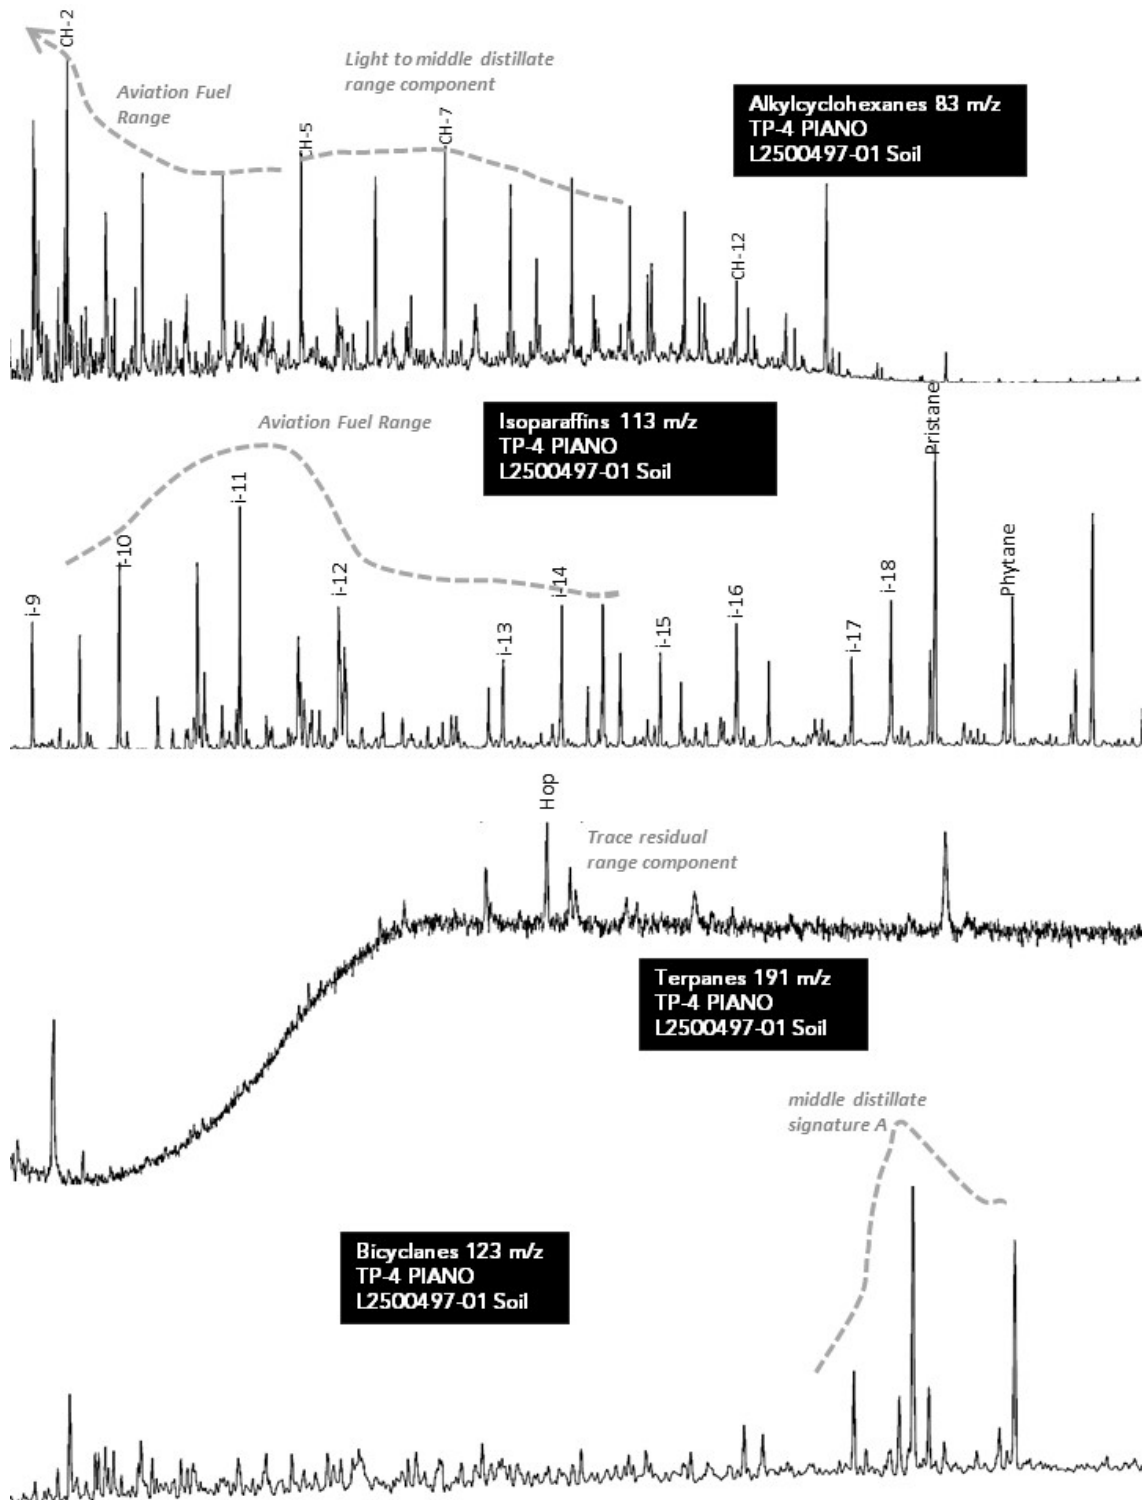 CH-2
Aviation Fuel
Range
Light to middle distillate
range component
CH-5
CH-7
Alkylcyclohexanes 83 m/z
TP-4 PIANO
L2500497-01 Soil
CH-12
Aviation Fuel Range
Isoparaffins 113 m/z
TP-4 PIANO
L2500497-01 Soil
i-9
i-10
i-11
i-12
i-13
i-14
i-15
i-16
i-17
i-18
Pristane
Phytane
Hop
Trace residual
range component
Terpanes 191 m/z
TP-4 PIANO
L2500497-01 Soil
middle distillate
signature A
Bicyclanes 123 m/z
TP-4 PIANO
L2500497-01 Soil